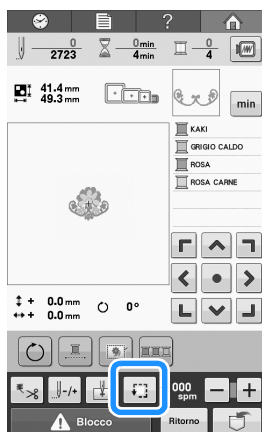 ?
0
2723
0min
4min
0
4
41.4 mm
49.3 mm
min
KAKI
GRIGIO CALDO
ROSA
ROSA CARNE
+ 0.0 mm
+ 0.0 mm
0°
-/+
000
spm
Blocco
Ritorno